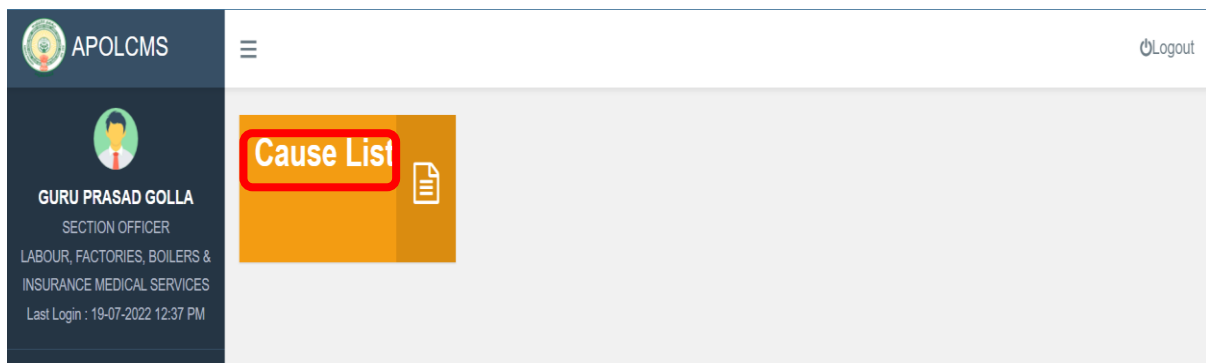 APOLCMS
Logout
GURU PRASAD GOLLA
SECTION OFFICER
LABOUR, FACTORIES, BOILERS &
INSURANCE MEDICAL SERVICES
Last Login : 19-07-2022 12:37 PM
Cause List